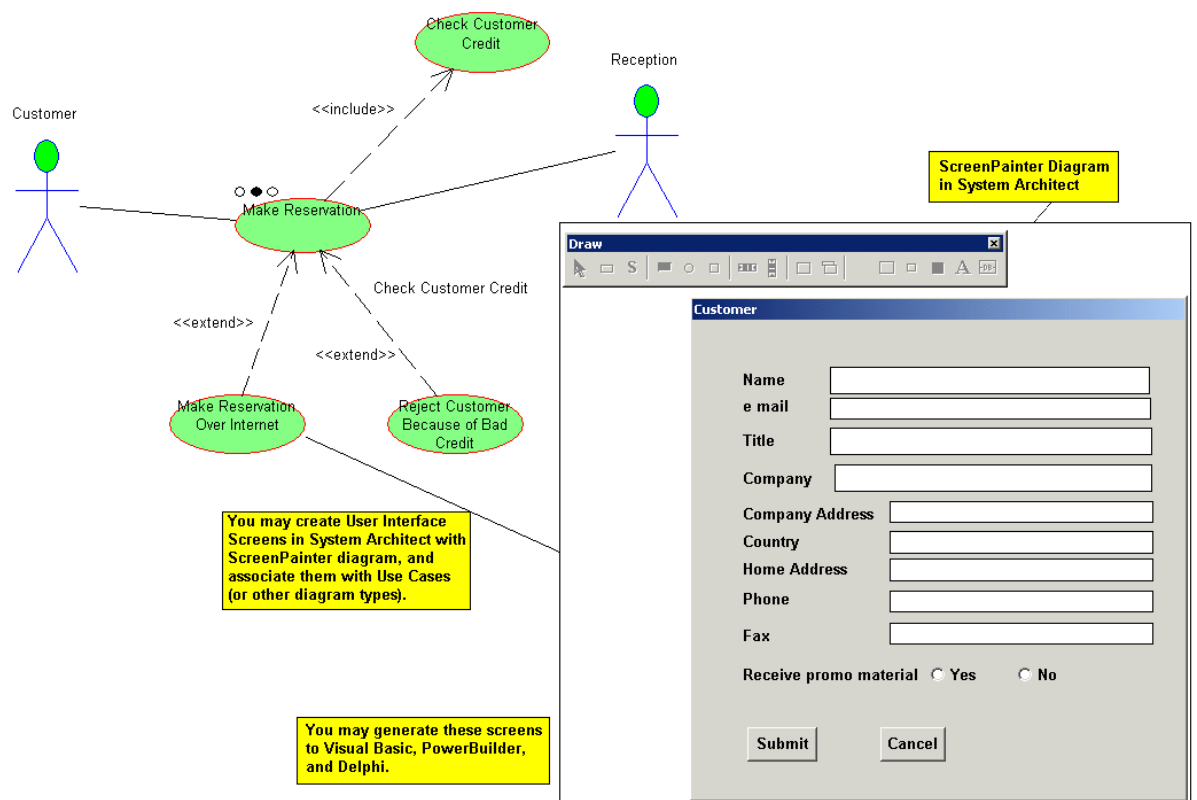 Check Customer
Credit
Reception
Customer
<<include>>
ScreenPainter Diagram
in System Architect
Make Reservation
Draw
S
A
-DB-
Check Customer Credit
<<extend>>
<<extend>>
Make Reservation
Over Internet
Reject Customer
Because of Bad
Credit
You may create User Interface
Screens in System Architect with
ScreenPainter diagram, and
associate them with Use Cases
(or other diagram types).
You may generate these screens
to Visual Basic, PowerBuilder,
and Delphi.
Customer
Name
e mail
Title
Company
Company Address
Country
Home Address
Phone
Fax
Receive promo material Yes No
Submit Cancel